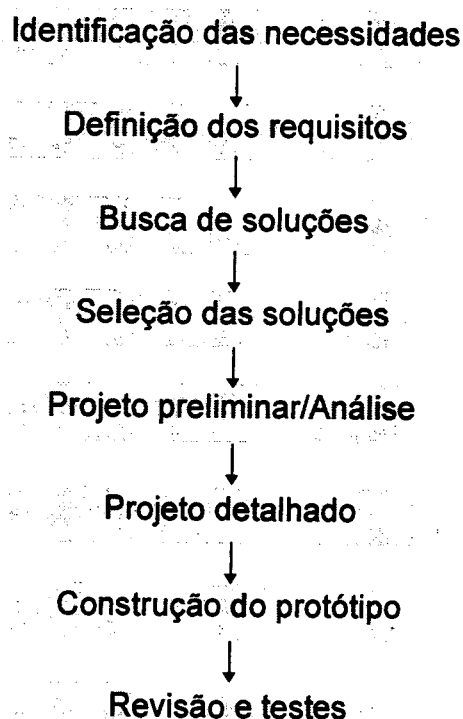 Identificação das necessidades
Definição dos requisitos
Busca de soluções
Seleção das soluções
Projeto preliminar/Análise
Projeto detalhado
Construção do protótipo
Revisão e testes